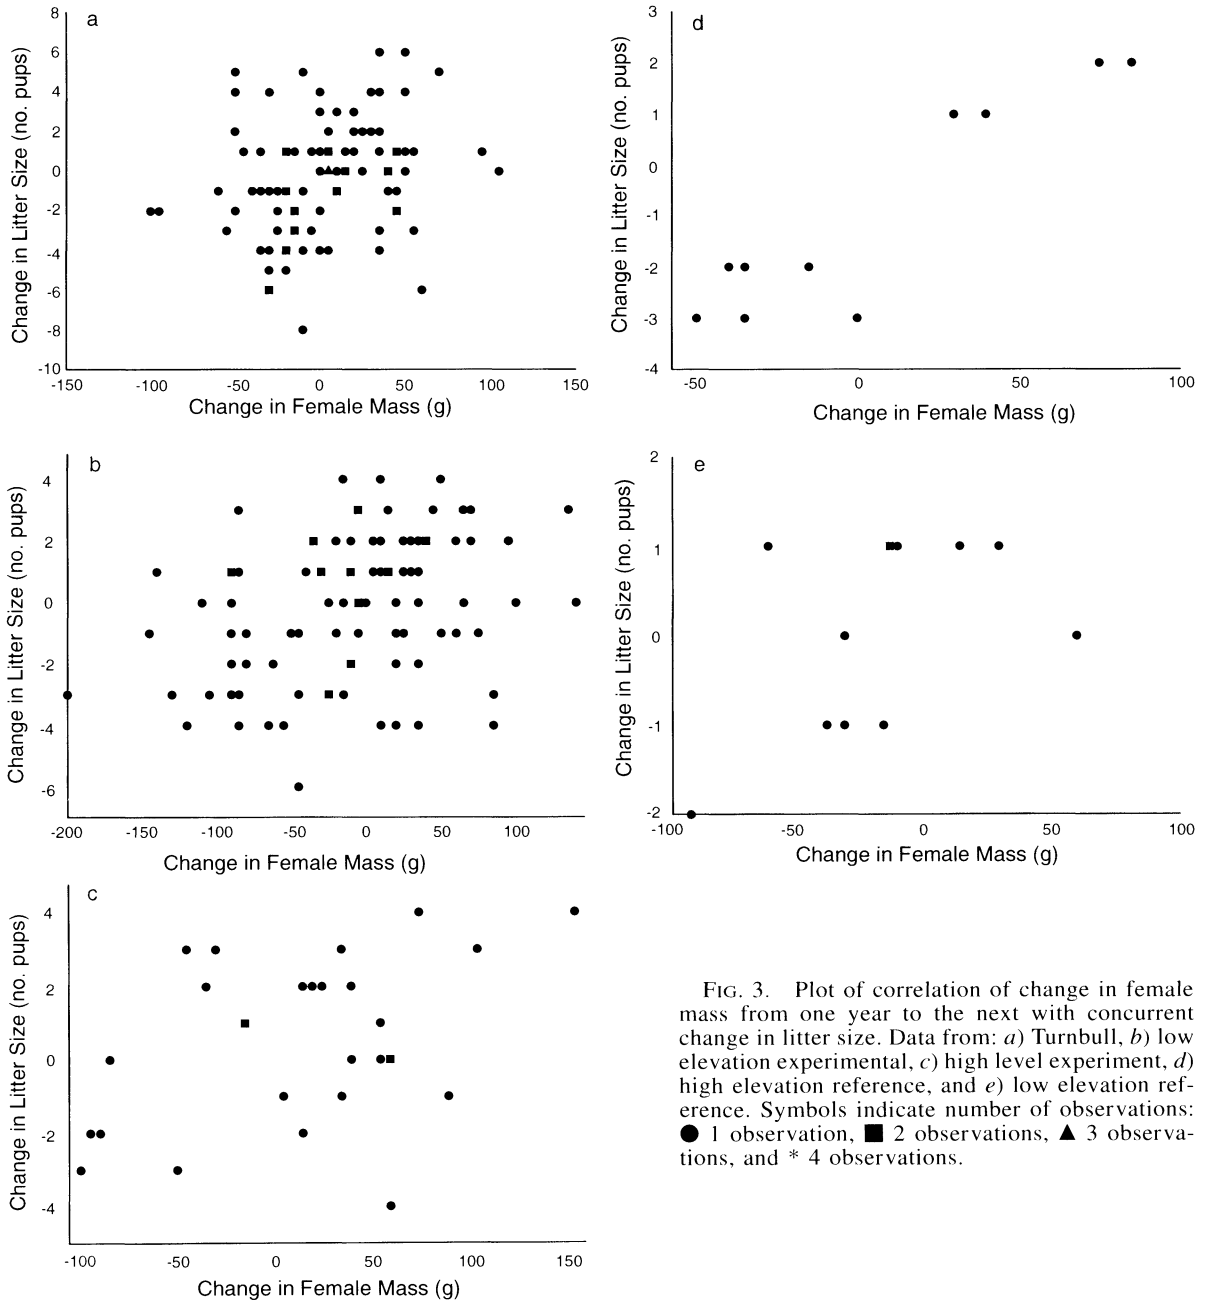 a
8
6
4
2
0
-2
-4
-6
-8
-10
Change in Litter Size (no. pups)
-150 -100 -50 0 50 100 150
Change in Female Mass (g)
d
3
2
1
0
-1
-2
-3
-4
Change in Litter Size (no. pups)
-50 0 50 100
Change in Female Mass (g)
b
4
2
0
-2
-4
-6
Change in Litter Size (no. pups)
-200 -150 -100 -50 0 50 100
Change in Female Mass (g)
e
2
1
0
-1
-2
Change in Litter Size (no. pups)
-100 -50 0 50 100
Change in Female Mass (g)
c
4
2
0
-2
-4
Change in Litter Size (no. pups)
-100 -50 0 50 100 150
Change in Female Mass (g)
FIG. 3. Plot of correlation of change in female
mass from one year to the next with concurrent
change in litter size. Data from: a) Turnbull, b) low
elevation experimental, c) high level experiment, d)
high elevation reference, and e) low elevation ref-
erence. Symbols indicate number of observations:
● 1 observation, ■ 2 observations, ▲ 3 observa-
tions, and * 4 observations.